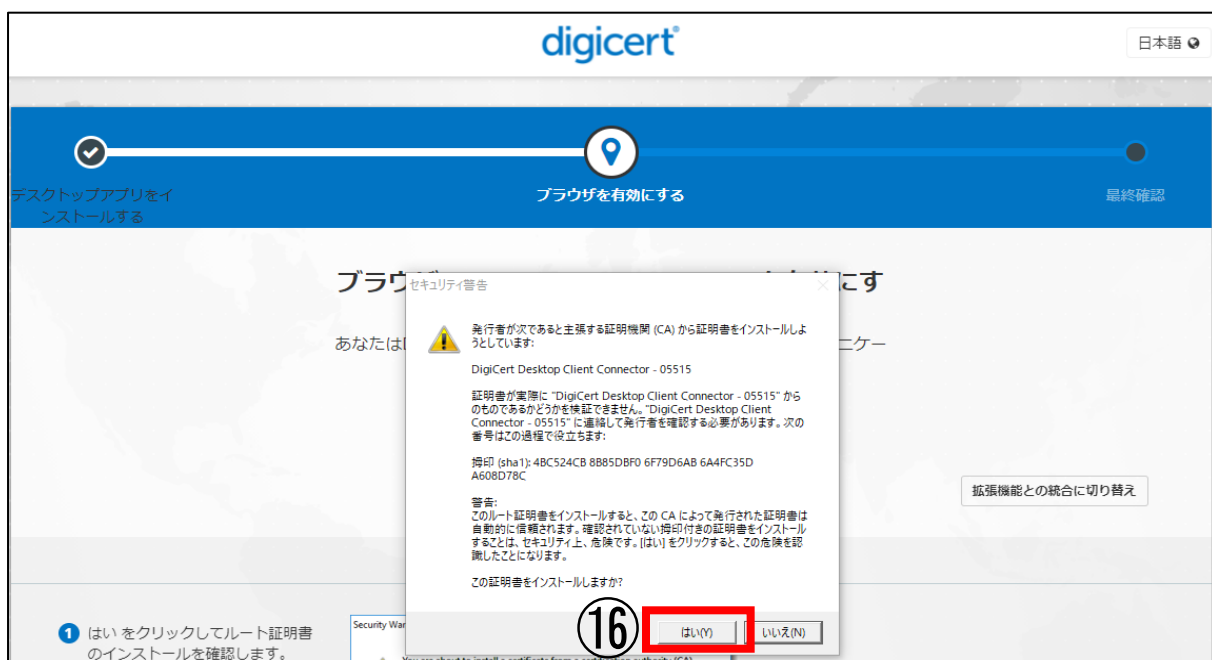 digicert
日本語
デスクトップアプリをイ
ンストールする
ブラウザを有効にする
最終確認
ブラウ
にす
セキュリティ警告
あなたは
ニケー
発行者が次であると主張する証明機関 (CA) から証明書をインストールしよ
うとしています:
DigiCert Desktop Client Connector - 05515
証明書が実際に "DigiCert Desktop Client Connector - 05515" から
のものであるかどうかを検証できません。"DigiCert Desktop Client
Connector - 05515" に連絡して発行者を確認する必要があります。次の
番号はこの過程で役立ちます:
拇印 (sha1): 4BC524CB 8B85DBF0 6F79D6AB 6A4FC35D
A608D78C
警告:
このルート証明書をインストールすると、この CA によって発行された証明書は
自動的に信頼されます。確認されていない拇印付きの証明書をインストール
することは、セキュリティ上、危険です。[はい] をクリックすると、この危険を認
識したことになります。
この証明書をインストールしますか?
⑯
はい(Y)
いいえ(N)
拡張機能との統合に切り替え
1 はい をクリックしてルート証明書
のインストールを確認します。
Security War
You are about to install a certificate from a certification authority (CA)